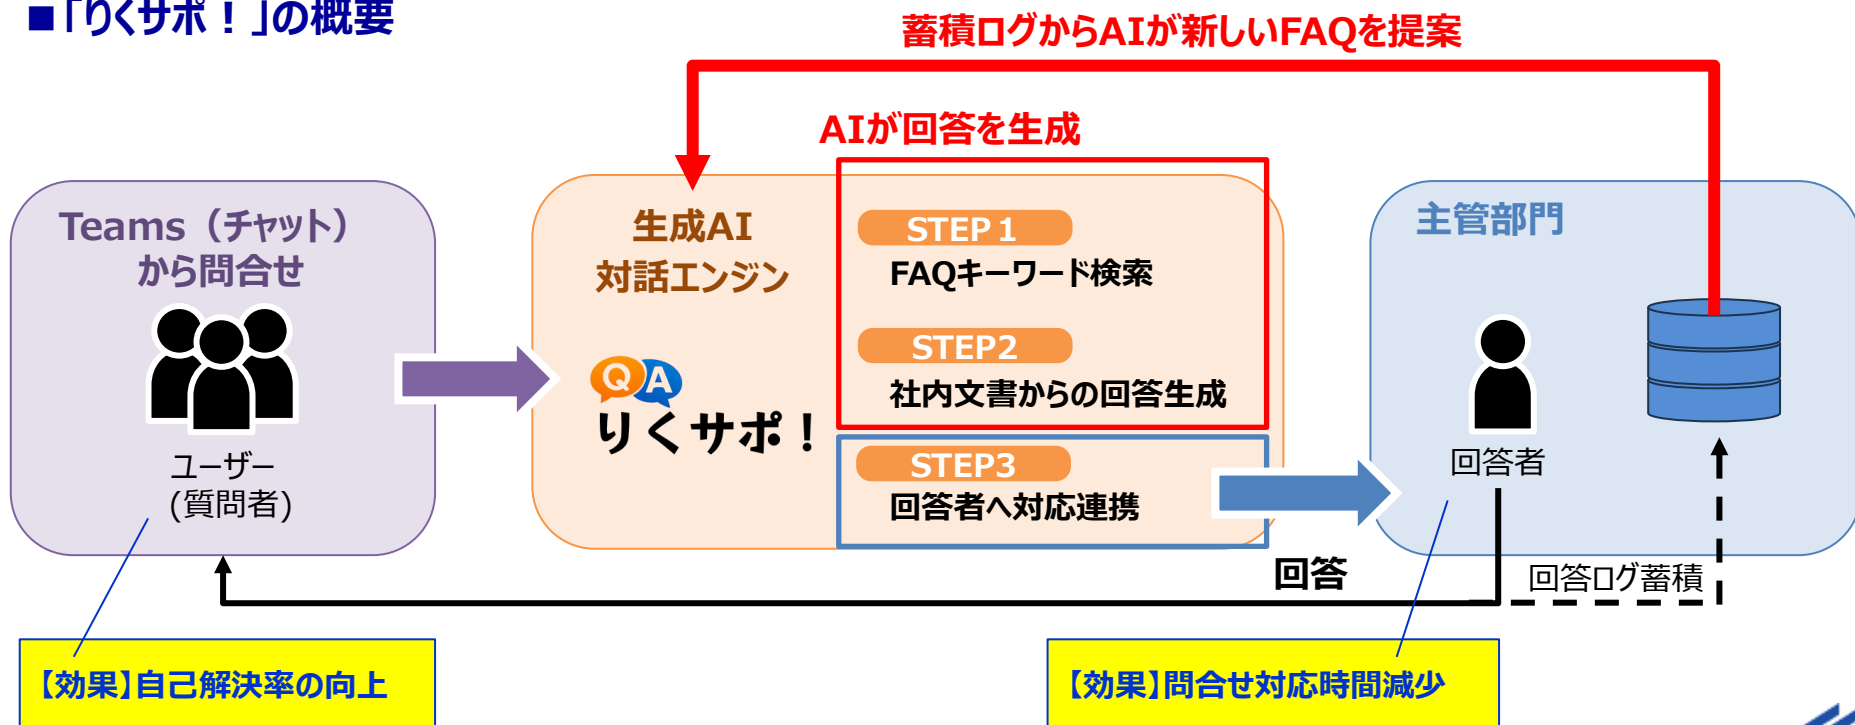 ■「りくサポ！」の概要
蓄積ログからAIが新しいFAQを提案
AIが回答を生成
Teams（チャット）
から問合せ
ユーザー
(質問者)
生成AI
対話エンジン
QA
りくサポ！
STEP１
FAQキーワード検索
STEP2
社内文書からの回答生成
STEP3
回答者へ対応連携
主管部門
回答者
回答
回答ログ蓄積
【効果】自己解決率の向上
【効果】問合せ対応時間減少